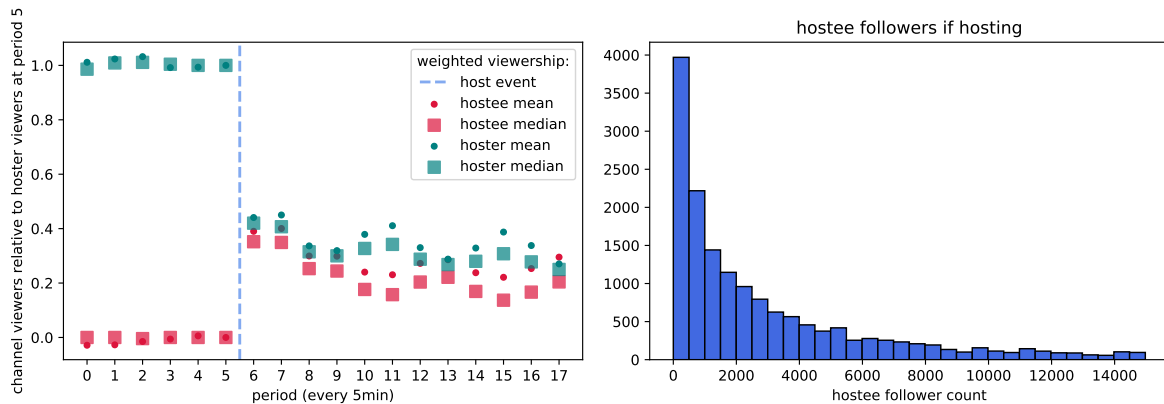 channel viewers relative to hoster viewers at period 5
1.0
0.8
0.6
0.4
0.2
0.0
weighted viewership:
host event
hostee mean
hostee median
hoster mean
hoster median
0 1 2 3 4 5 6 7 8 9 10 11 12 13 14 15 16 17
period (every 5min)
hostee followers if hosting
4000
3500
3000
2500
2000
1500
1000
500
0
0 2000 4000 6000 8000 10000 12000 14000
hostee follower count